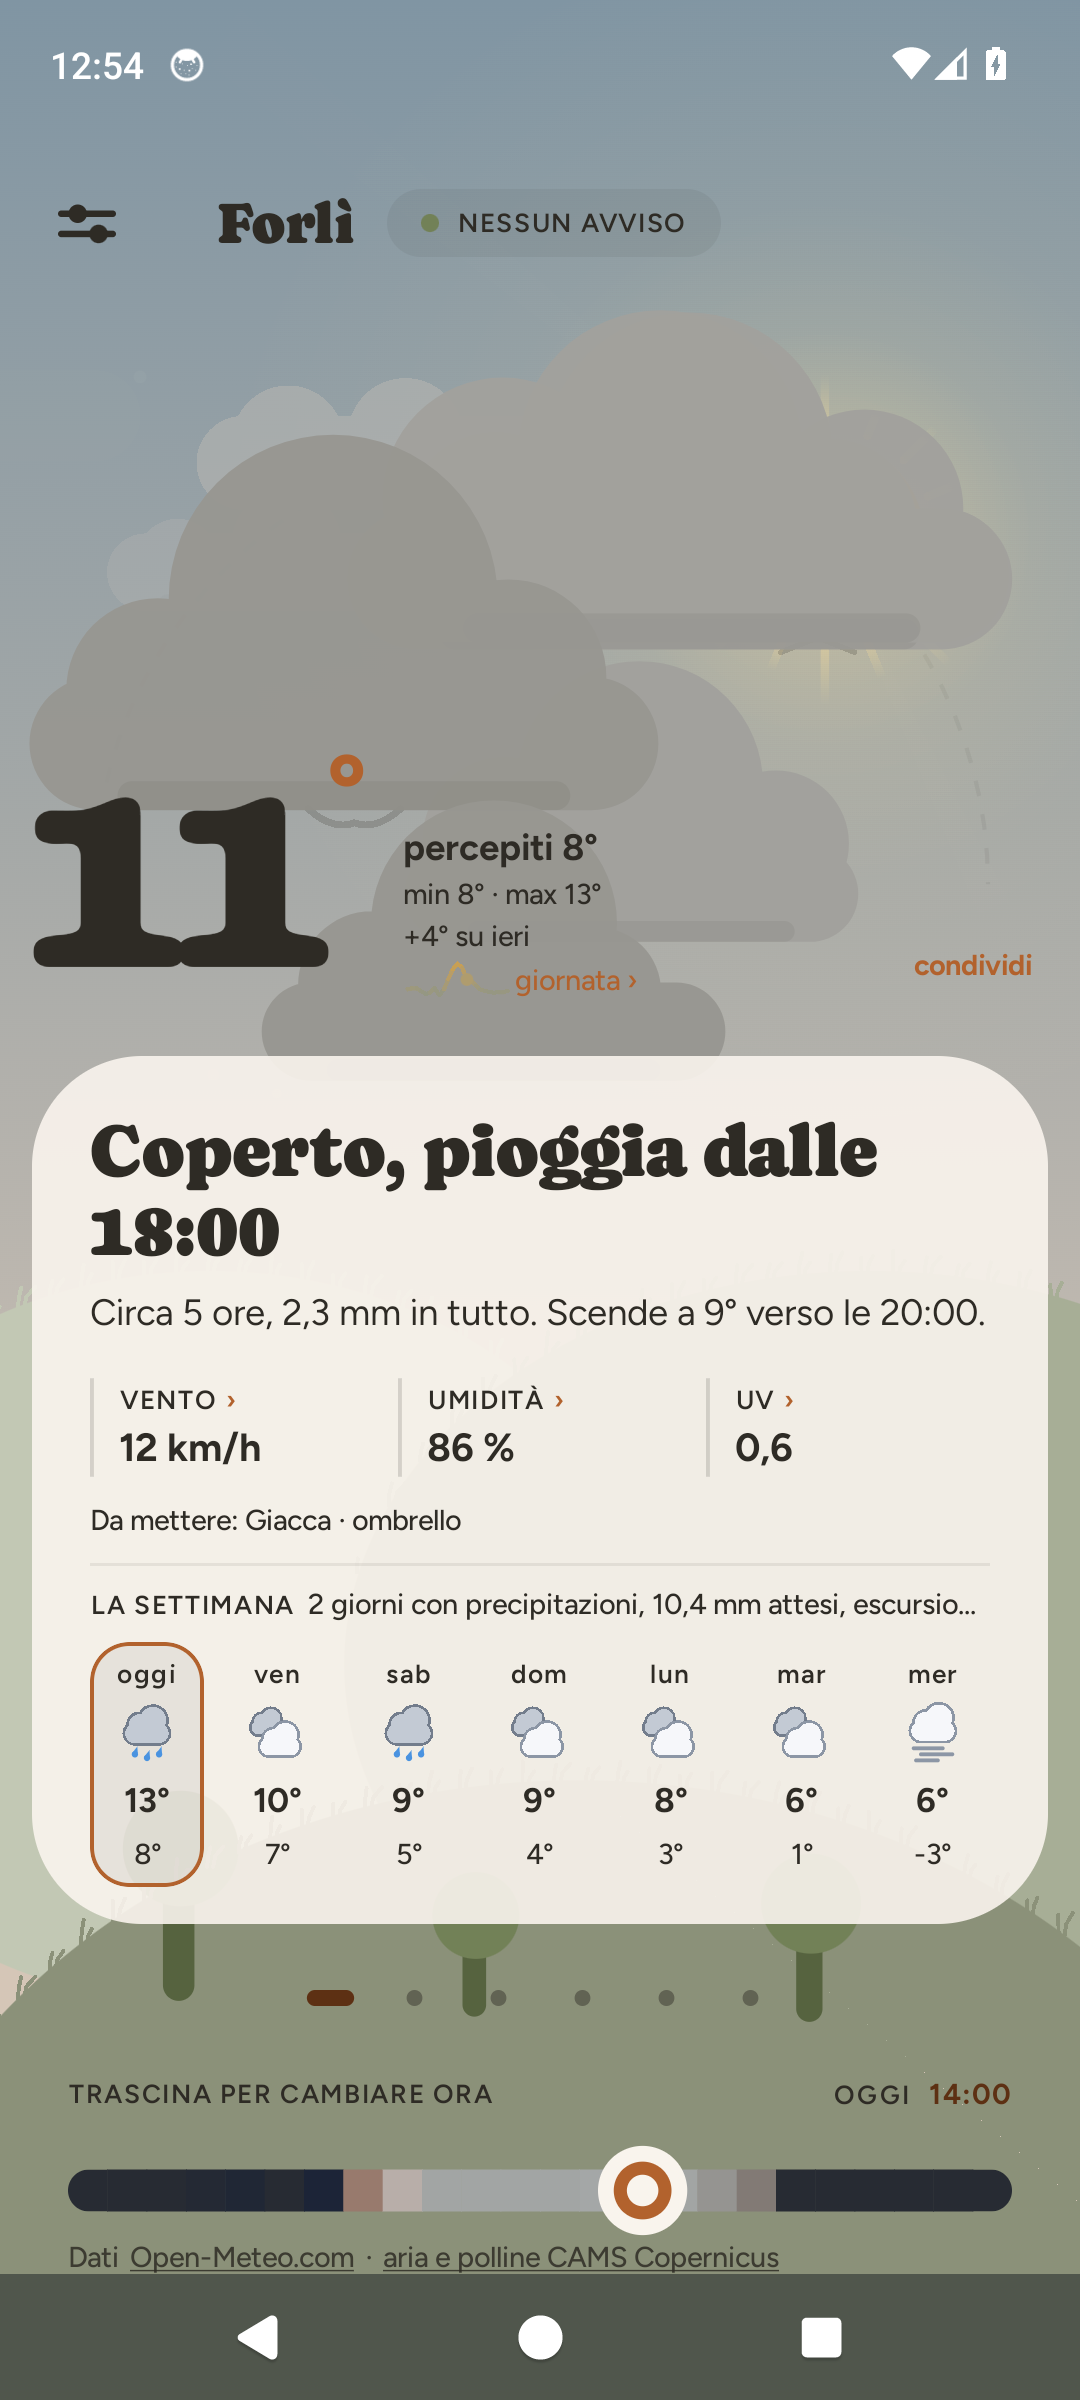 12:54
Forlì
NESSUN AVVISO
11
percepiti 8°
min 8° · max 13°
+4° su ieri
giornata ›
condividi
Coperto, pioggia dalle
18:00
Circa 5 ore, 2,3 mm in tutto. Scende a 9° verso le 20:00.
VENTO › UMIDITÀ › UV ›
12 km/h 86 % 0,6
Da mettere: Giacca · ombrello
LA SETTIMANA 2 giorni con precipitazioni, 10,4 mm attesi, escursio...
oggi ven sab dom lun mar mer
13° 10° 9° 9° 8° 6° 6°
8° 7° 5° 4° 3° 1° -3°
TRASCINA PER CAMBIARE ORA OGGI 14:00
Dati Open-Meteo.com · aria e polline CAMS Copernicus